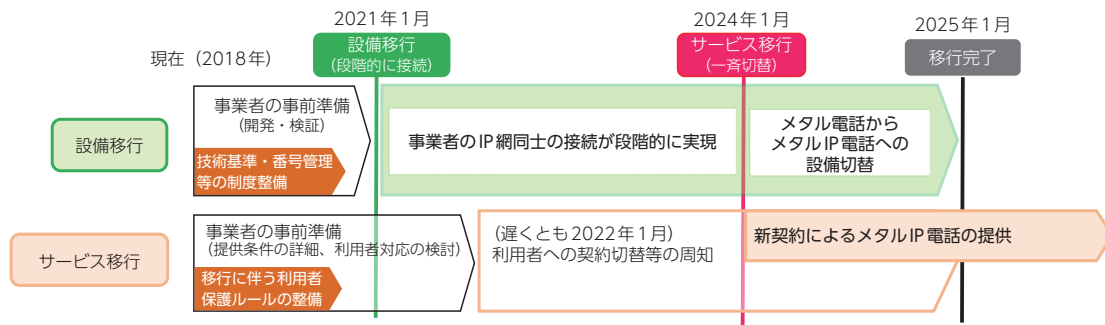 2021年1月
2024年1月
2025年1月
現在（2018年）
設備移行
（段階的に接続）
サービス移行
（一斉切替）
移行完了
設備移行
事業者の事前準備
（開発・検証）
技術基準・番号管理
等の制度整備
事業者のIP網同士の接続が段階的に実現
メタル電話から
メタルIP電話への
設備切替
サービス移行
事業者の事前準備
（提供条件の詳細、利用者対応の検討）
移行に伴う利用者
保護ルールの整備
（遅くとも2022年1月）
利用者への契約切替等の周知
新契約によるメタルIP電話の提供